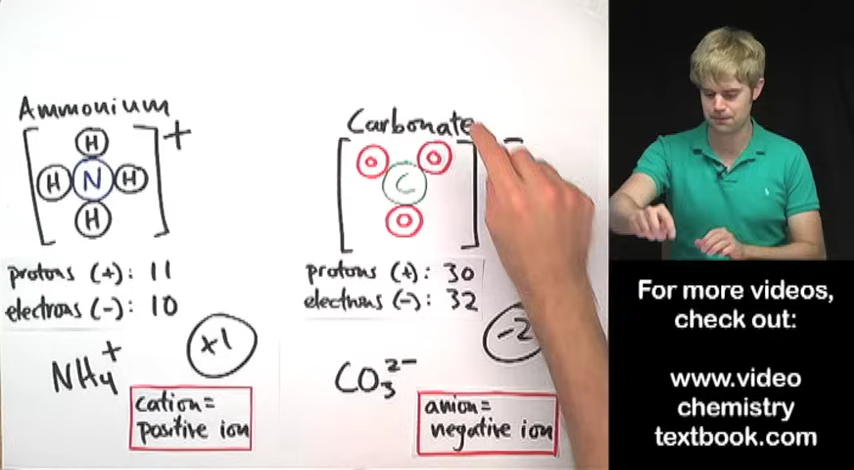 Ammonium
+
H
H N H
H
protons (+): 11
electrons (-): 10
+1
NH4+
cation=
positive ion
Carbonate
-
O O
C
O
protons (+): 30
electrons (-): 32
-2
CO3 2-
anion=
negative ion
For more videos,
check out:
www.video
chemistry
textbook.com